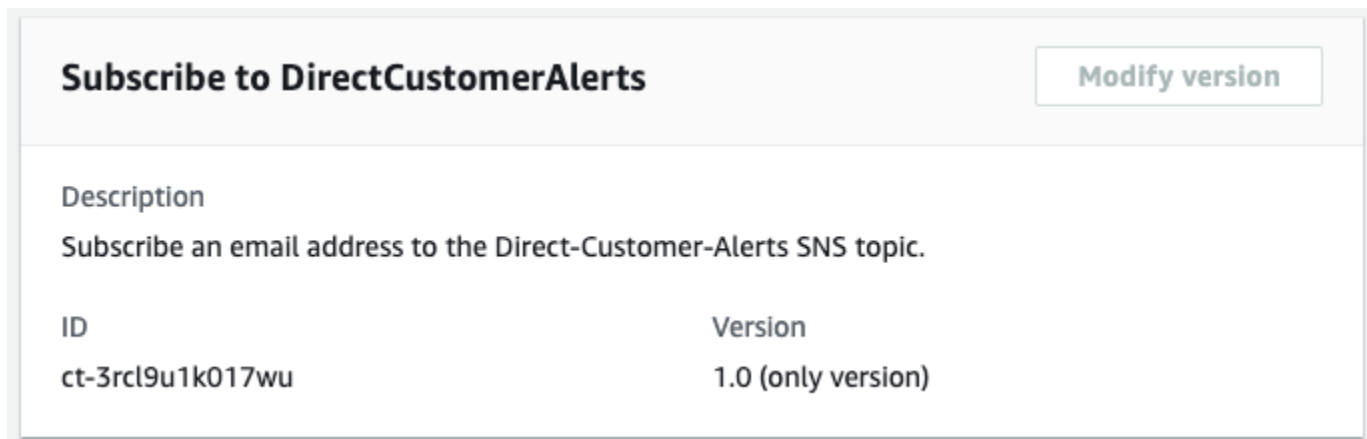 Subscribe to DirectCustomerAlerts
Modify version
Description
Subscribe an email address to the Direct-Customer-Alerts SNS topic.
ID
Version
ct-3rcl9u1k017wu
1.0 (only version)